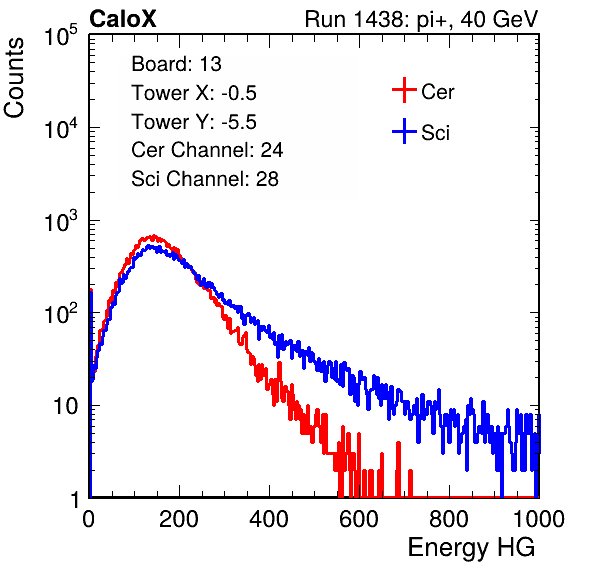 CaloX Run 1438: pi+, 40 GeV
Counts
Board: 13
Tower X: -0.5
Tower Y: -5.5
Cer Channel: 24
Sci Channel: 28
Cer
Sci
10^5
10^4
10^3
10^2
10
1
0 200 400 600 800 1000
Energy HG